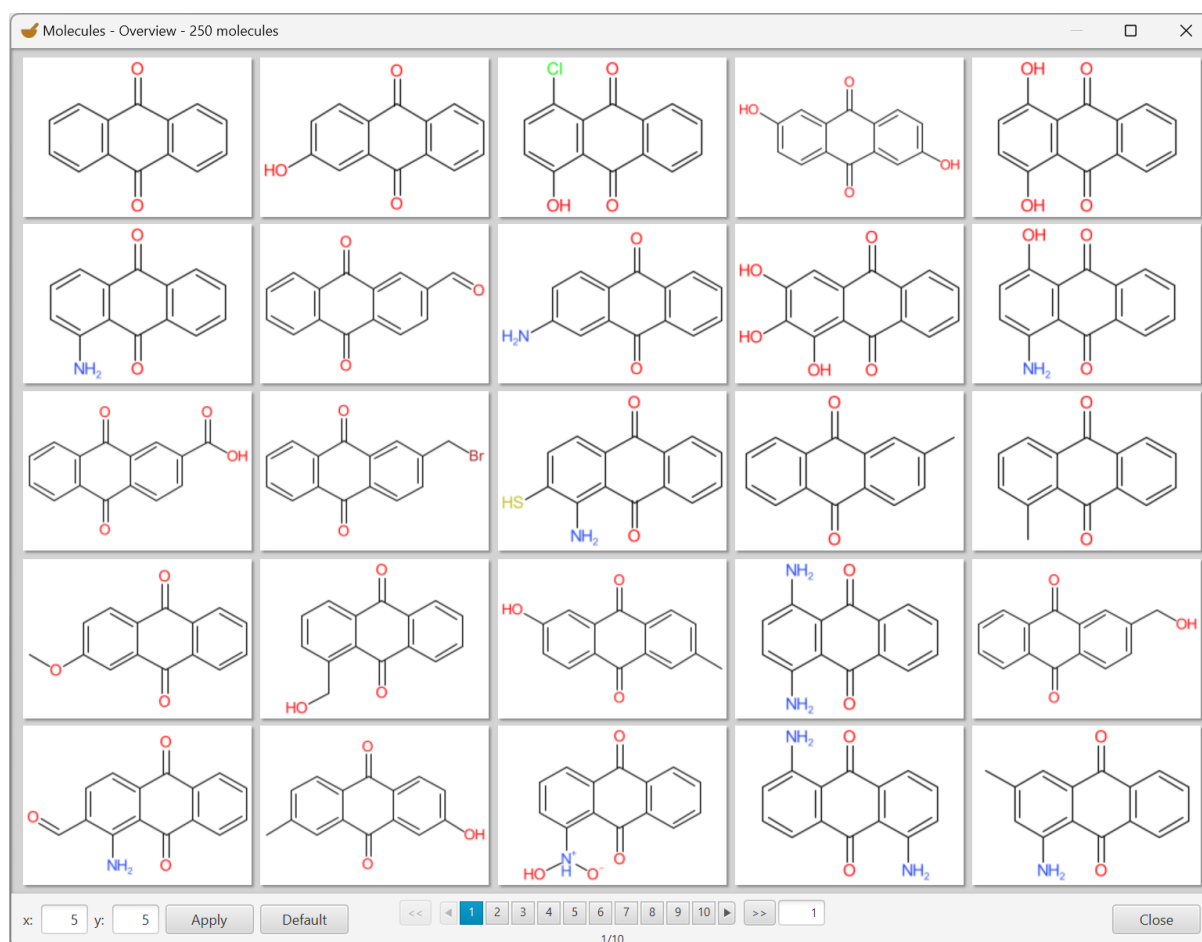 Molecules - Overview - 250 molecules
O O Cl O O OH O
HO O
HO OH
O O OH O O OH O
O O O OH O
O HO
O H₂N HO
NH₂ O O O OH O NH₂ O
O O O O
OH Br
HS
O O NH₂ O O O
O O O NH₂ O O
HO OH
O
O HO O O NH₂ O O
O O O NH₂ O O
O
OH
NH₂ O O HO N⁺ H O⁻ O O NH₂ NH₂ O
x: 5 y: 5 Apply Default << 1 2 3 4 5 6 7 8 9 10 >> 1 Close
1/10